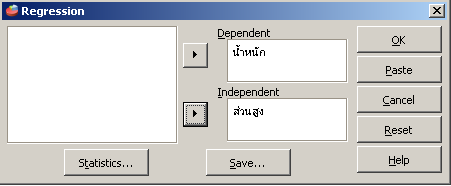 Regression
Dependent
น้ำหนัก
Independent
ส่วนสูง
OK
Paste
Cancel
Reset
Help
Statistics...
Save...